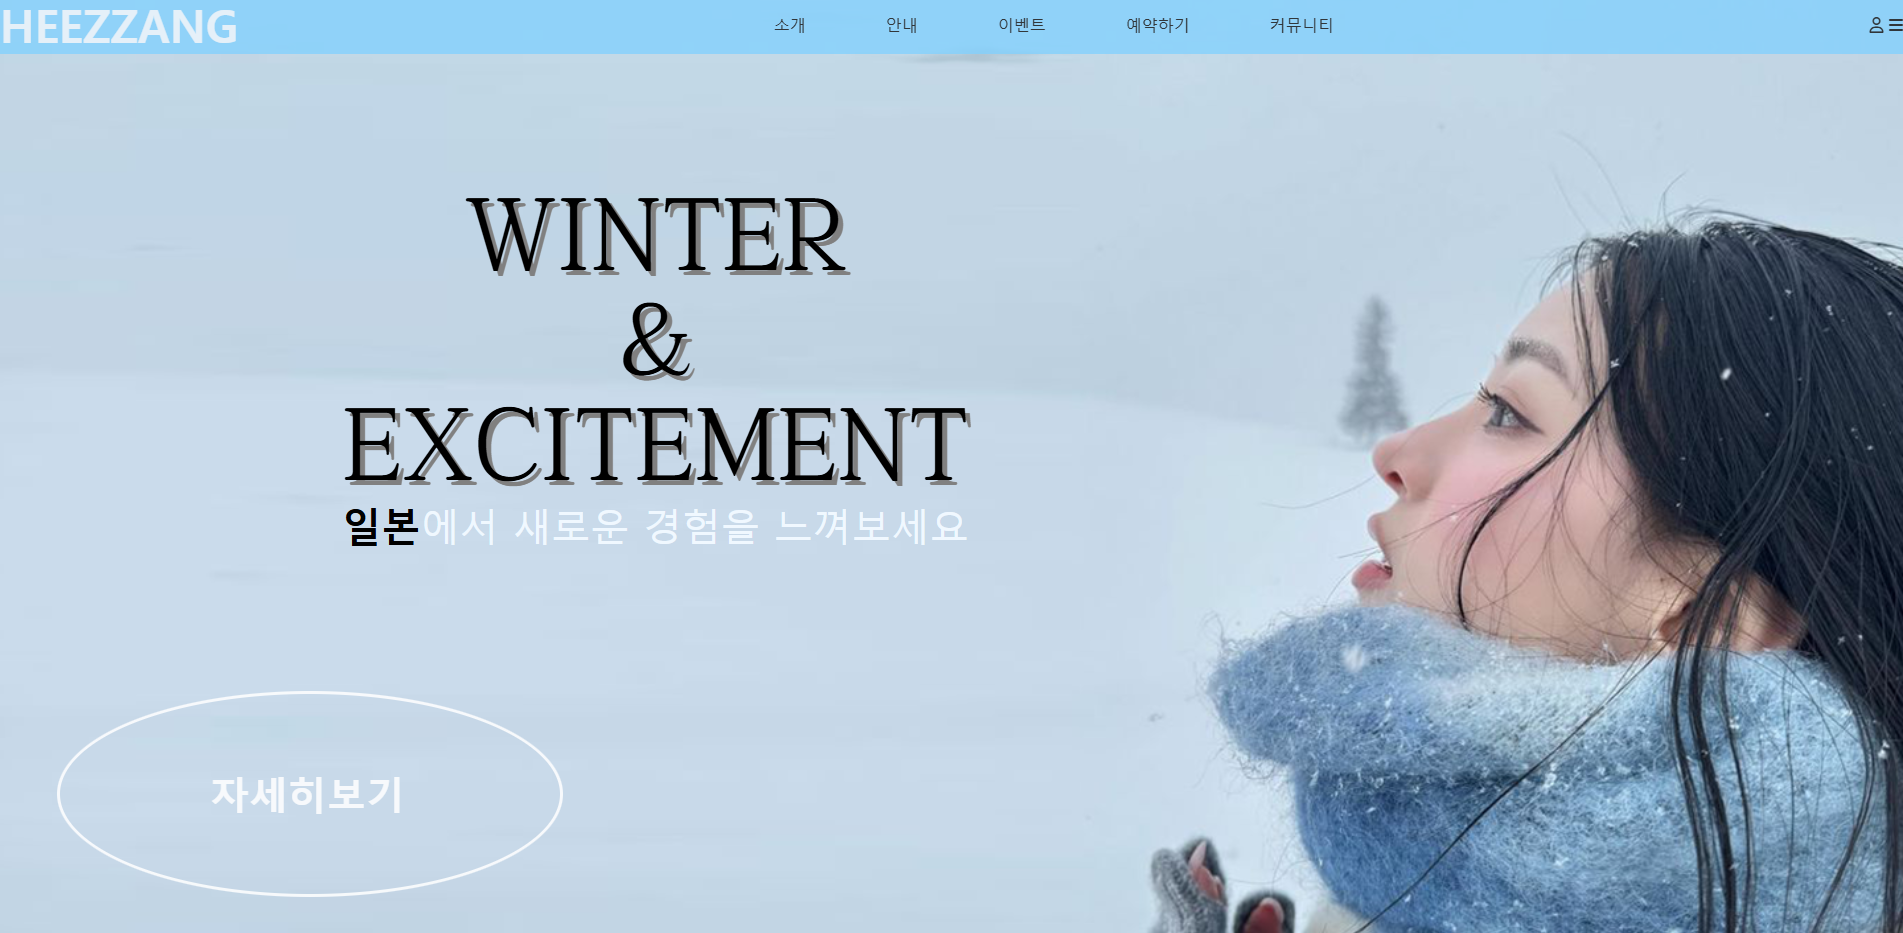 HEEZZANG
소개 안내 이벤트 예약하기 커뮤니티
WINTER
&
EXCITEMENT
일본에서 새로운 경험을 느껴보세요
자세히보기